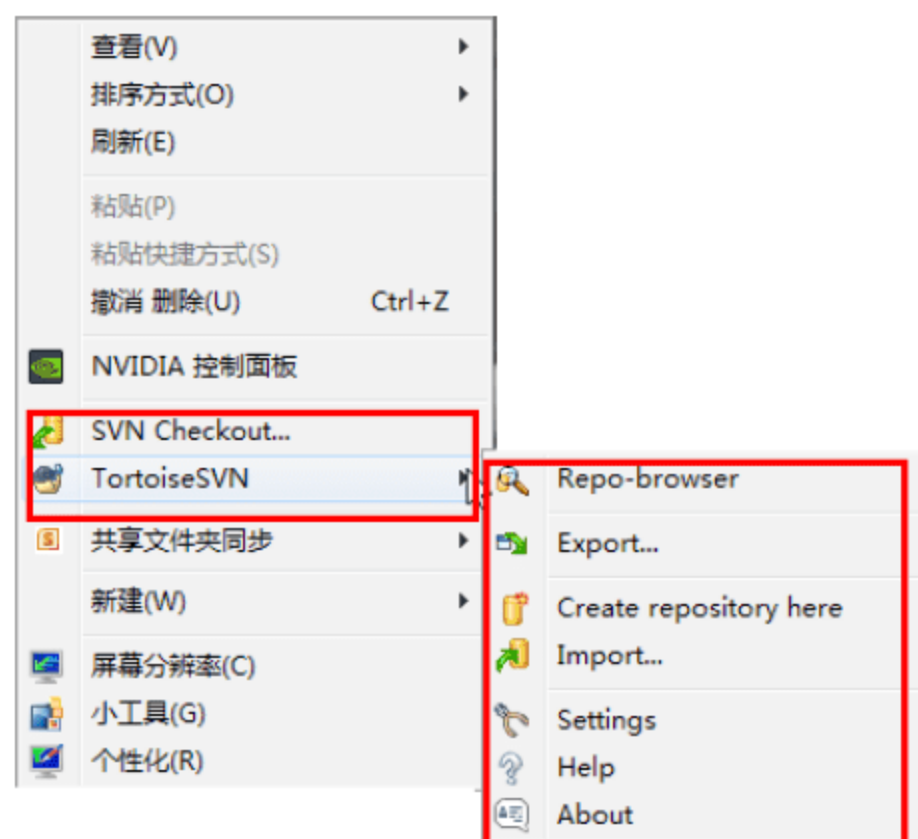 查看(V)
排序方式(O)
刷新(E)
粘贴(P)
粘贴快捷方式(S)
撤消 删除(U) Ctrl+Z
NVIDIA 控制面板
SVN Checkout...
TortoiseSVN
共享文件夹同步
新建(W)
屏幕分辨率(C)
小工具(G)
个性化(R)
Repo-browser
Export...
Create repository here
Import...
Settings
Help
About